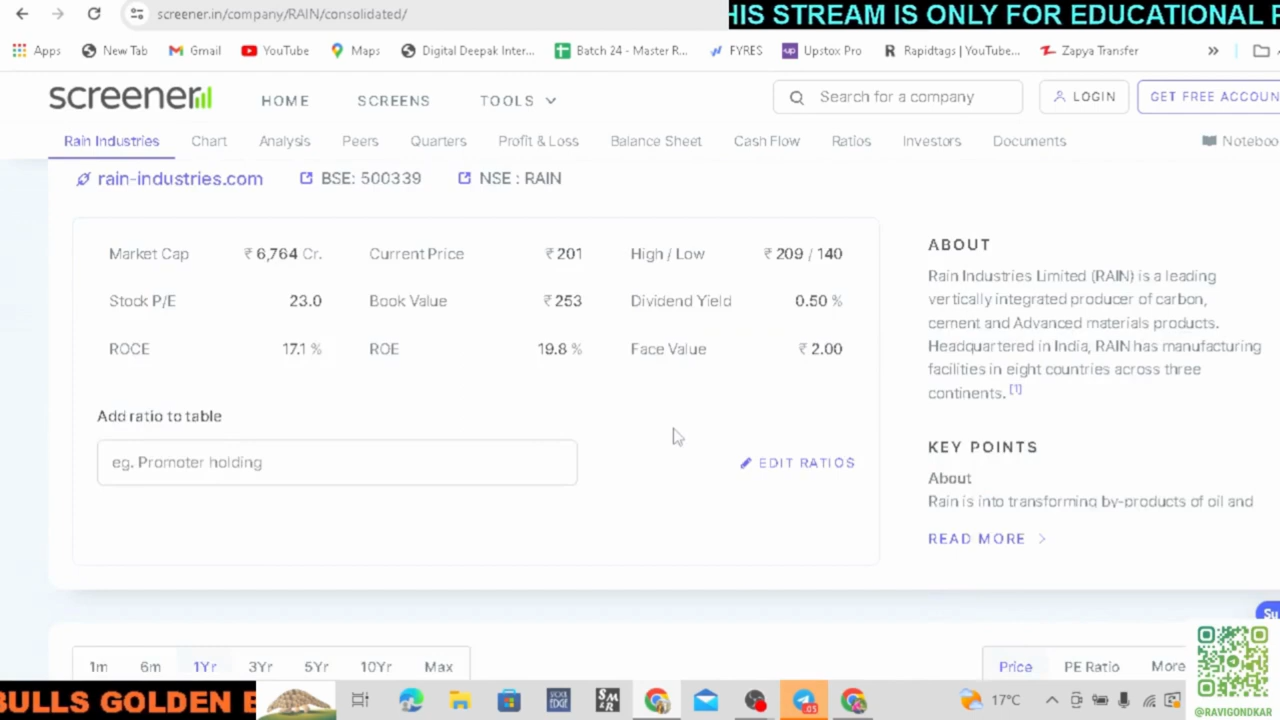 screener.in/company/RAIN/consolidated/
HIS STREAM IS ONLY FOR EDUCATIONAL P
Apps New Tab Gmail YouTube Maps Digital Deepak Inter... Batch 24 - Master R... FYRES Upstox Pro Rapidtags | YouTube... Zapya Transfer »
screener HOME SCREENS TOOLS Search for a company LOGIN GET FREE ACCOUN
Rain Industries Chart Analysis Peers Quarters Profit & Loss Balance Sheet Cash Flow Ratios Investors Documents Noteboo
rain-industries.com BSE: 500339 NSE : RAIN
Market Cap ₹ 6,764 Cr. Current Price ₹ 201 High / Low ₹ 209 / 140
Stock P/E 23.0 Book Value ₹ 253 Dividend Yield 0.50 %
ROCE 17.1 % ROE 19.8 % Face Value ₹ 2.00
Add ratio to table
eg. Promoter holding
EDIT RATIOS
ABOUT
Rain Industries Limited (RAIN) is a leading
vertically integrated producer of carbon,
cement and Advanced materials products.
Headquartered in India, RAIN has manufacturing
facilities in eight countries across three
continents. [1]
KEY POINTS
About
Rain is into transforming by-products of oil and
READ MORE >
1m 6m 1Yr 3Yr 5Yr 10Yr Max
Price PE Ratio More
BULLS GOLDEN
17°C
@RAVIGONDKAR